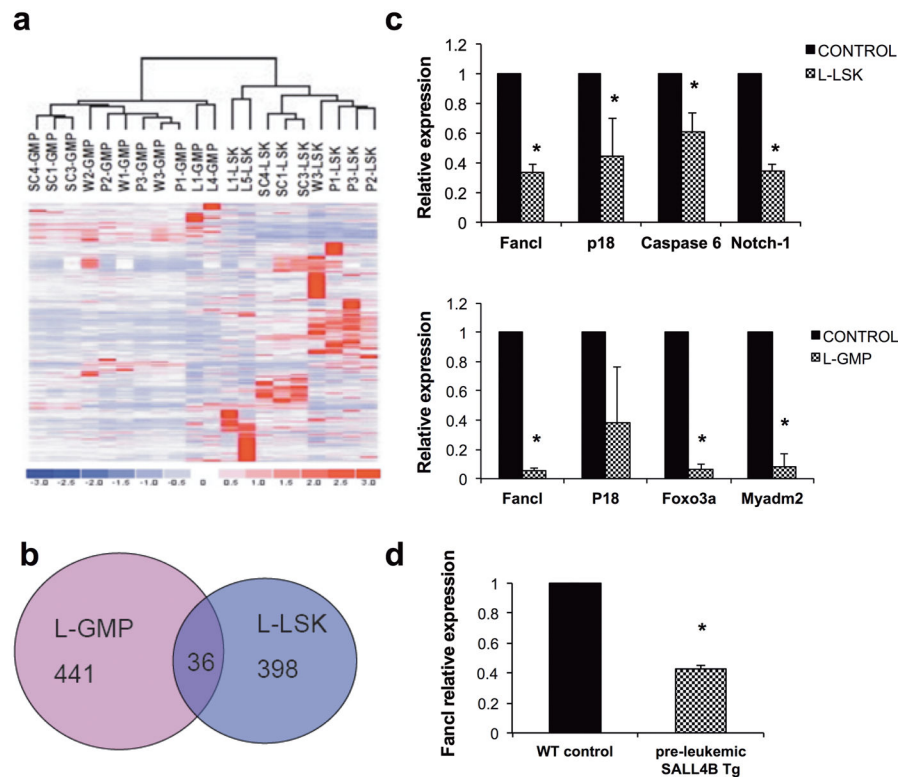 a
SC4-GMP
SC1-GMP
SC3-GMP
W2-GMP
P2-GMP
W1-GMP
P3-GMP
W3-GMP
P1-GMP
L1-GMP
L4-GMP
L1-LSK
L5-LSK
SC4-LSK
SC1-LSK
SC3-LSK
W3-LSK
P1-LSK
P3-LSK
P2-LSK
-3.0 -2.5 -2.0 -1.5 -1.0 -0.5 0 0.5 1.0 1.5 2.0 2.5 3.0
b
L-GMP
441
36
L-LSK
398
c
Relative expression
1.2
1
0.8
0.6
0.4
0.2
0
* * * *
Fancl p18 Caspase 6 Notch-1
CONTROL
L-LSK
Relative expression
1.2
1
0.8
0.6
0.4
0.2
0
* * *
Fancl P18 Foxo3a Myadm2
CONTROL
L-GMP
d
Fancl relative expression
1
0.8
0.6
0.4
0.2
0
*
WT control pre-leukemic
SALL4B Tg